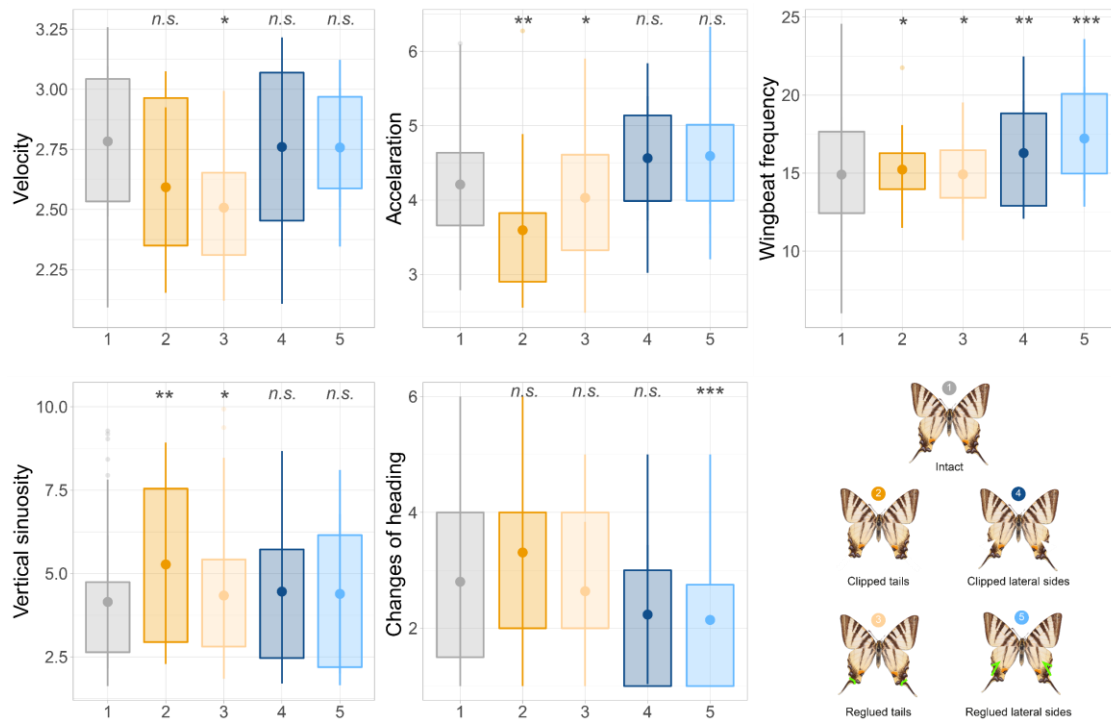 n.s. * n.s. n.s.
3.25
3.00
2.75
2.50
2.25
Velocity
1 2 3 4 5
** * n.s. n.s.
6
5
4
3
Accelaration
1 2 3 4 5
* * ** ***
25
20
15
10
Wingbeat frequency
1 2 3 4 5
** * n.s. n.s.
10.0
7.5
5.0
2.5
Vertical sinuosity
1 2 3 4 5
n.s. n.s. n.s. ***
6
4
2
Changes of heading
1 2 3 4 5
1
Intact
2 4
Clipped tails Clipped lateral sides
3 5
Reglued tails Reglued lateral sides